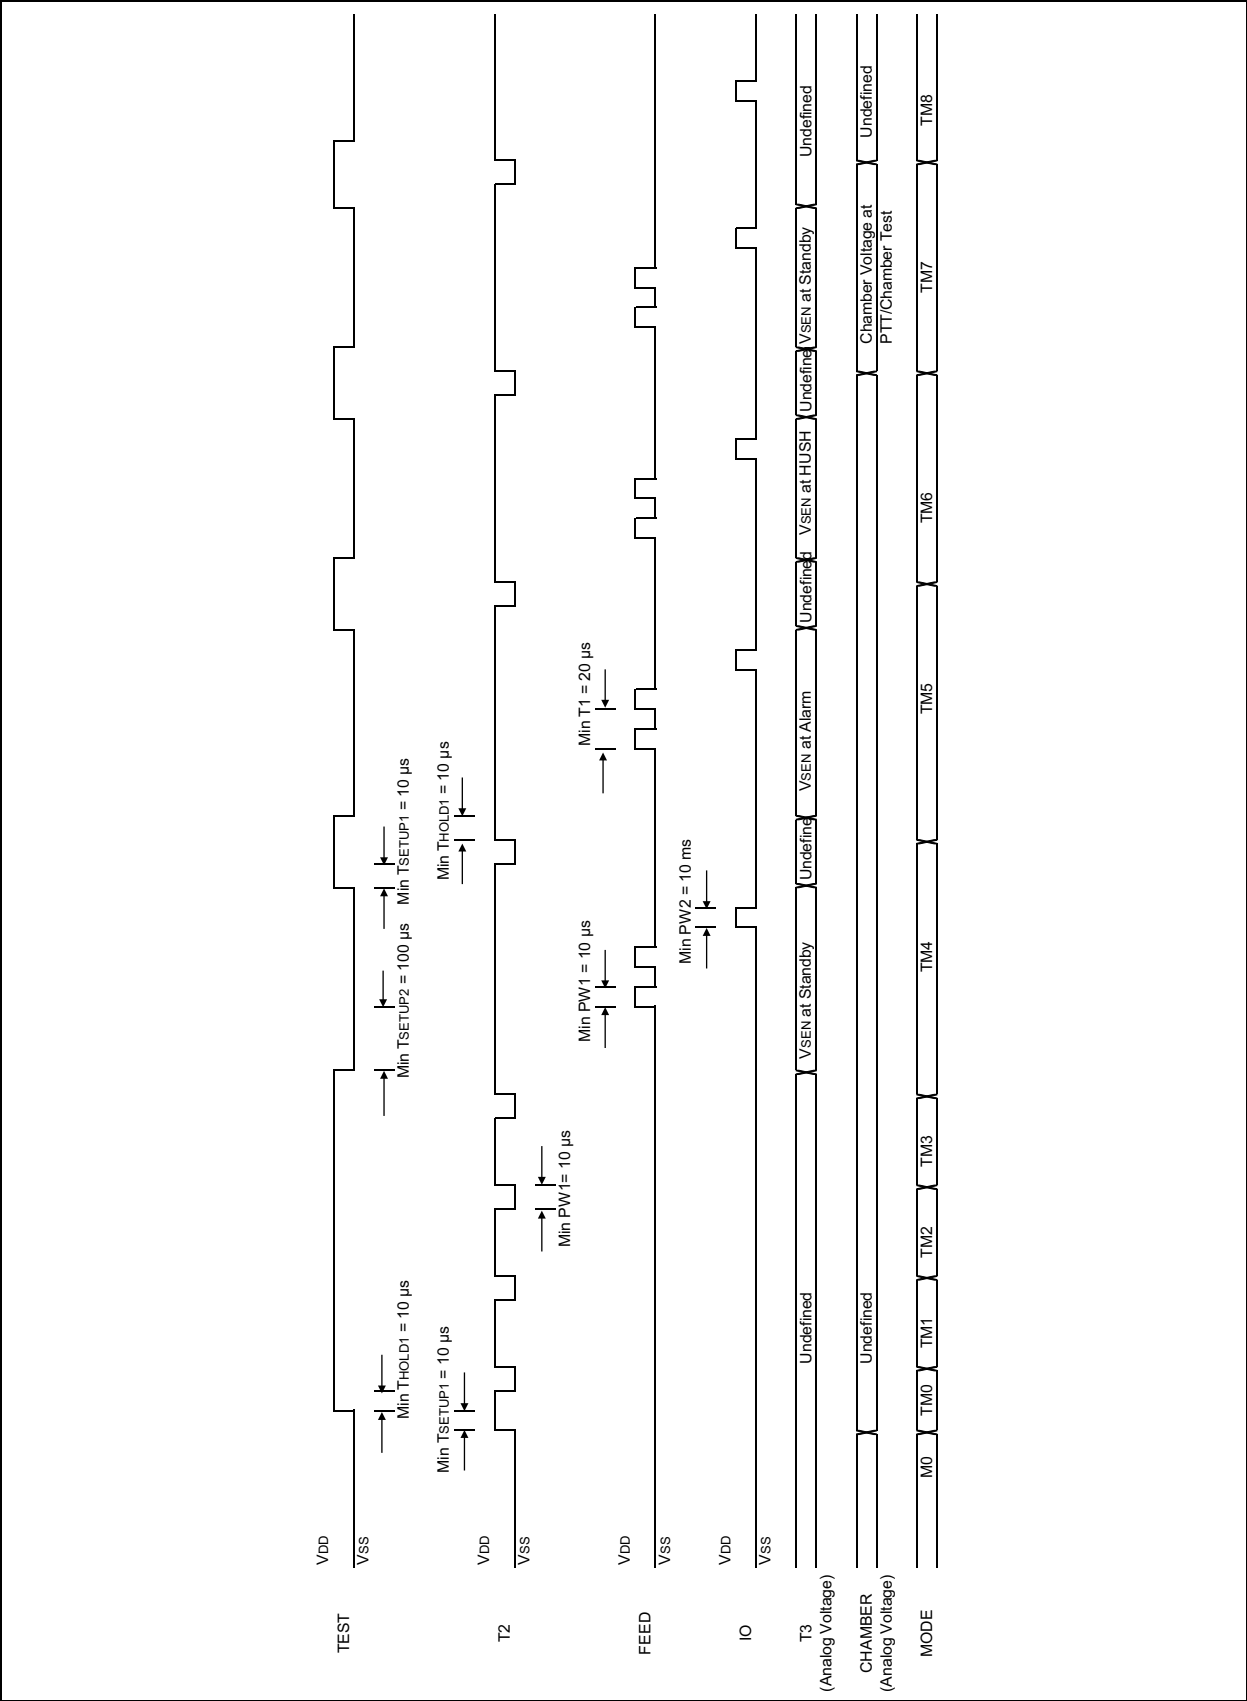 TEST
VDD
VSS
Min THOLD1 = 10 µs
Min TSETUP2 = 100 µs
Min TSETUP1 = 10 µs
T2
VDD
VSS
Min TSETUP1 = 10 µs
Min PW1= 10 µs
Min THOLD1 = 10 µs
FEED
VDD
VSS
Min PW1 = 10 µs
Min T1 = 20 µs
IO
VDD
VSS
Min PW2 = 10 ms
T3
(Analog Voltage)
Undefined
VSEN at Standby
Undefine
VSEN at Alarm
Undefined
VSEN at HUSH
Undefine
VSEN at Standby
Undefined
CHAMBER
(Analog Voltage)
Undefined
Chamber Voltage at
PTT/Chamber Test
Undefined
MODE
M0
TM0
TM1
TM2
TM3
TM4
TM5
TM6
TM7
TM8